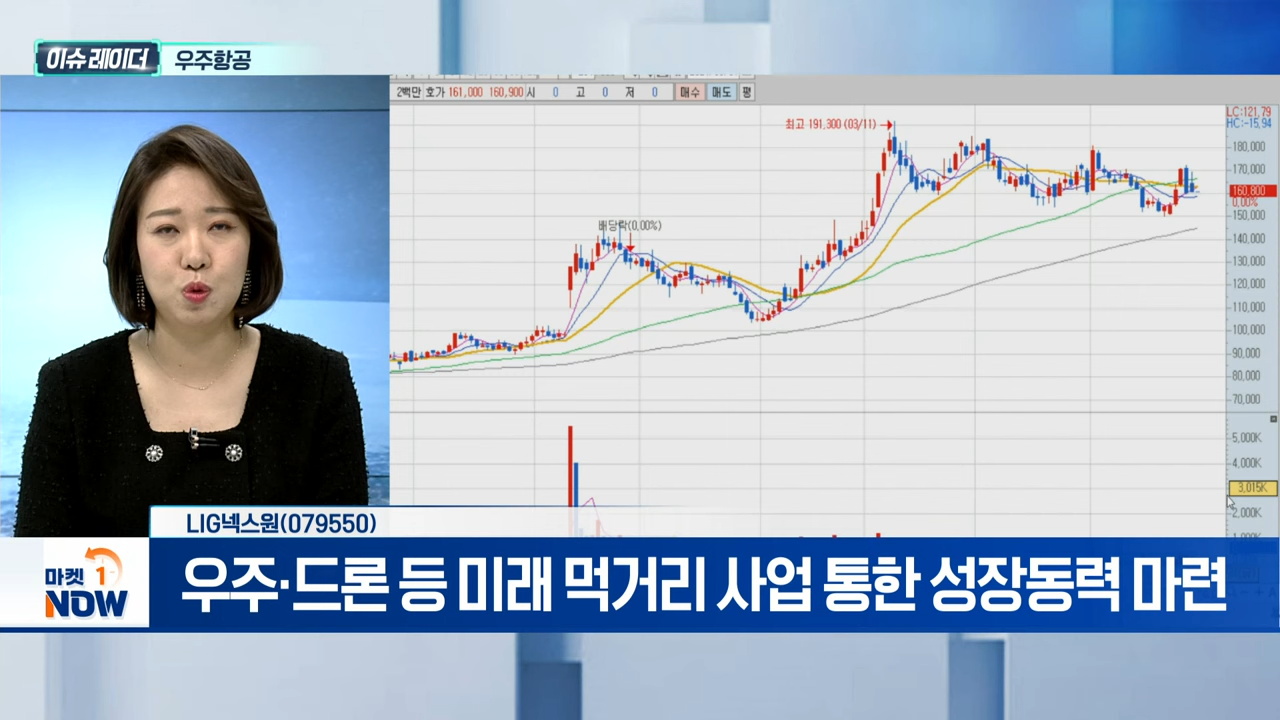 이슈 레이더 우주항공
2백만 호가 161,000 160,900 시 0 고 0 저 0 매수 매도 평
LC:121.79
HC:-15.94
최고 191,300 (03/11)
180,000
170,000
160,800
0.00%
150,000
배당락(0.00%)
140,000
130,000
120,000
110,000
100,000
90,000
80,000
70,000
5,000K
4,000K
3,015K
2,000K
LIG넥스원(079550)
마켓 1
NOW
우주·드론 등 미래 먹거리 사업 통한 성장동력 마련